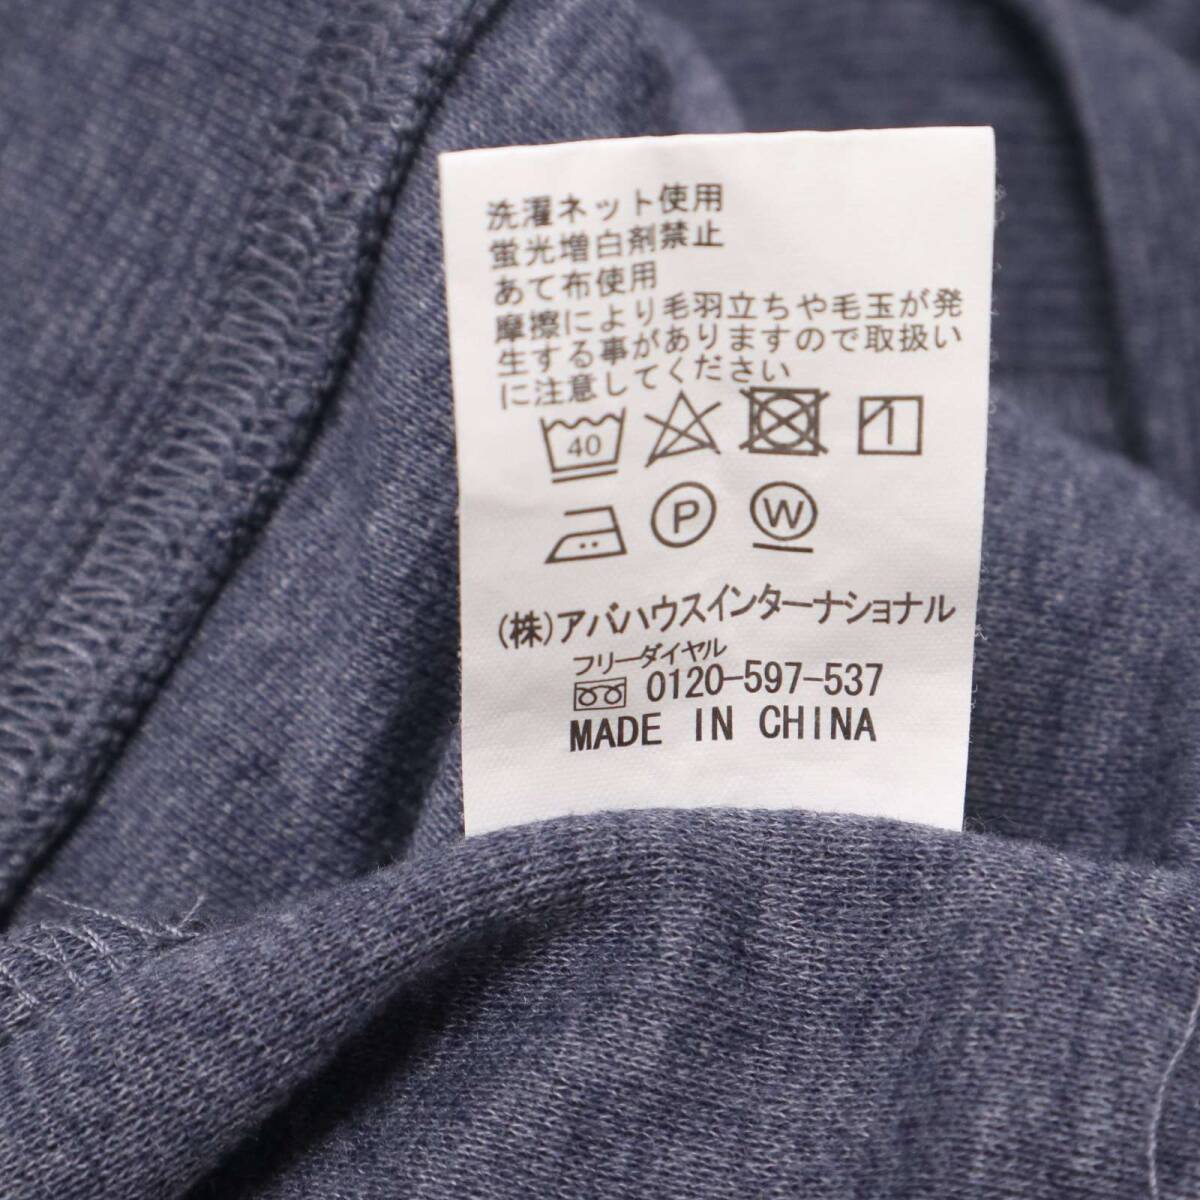 洗濯ネット使用
蛍光増白剤禁止
あて布使用
摩擦により毛羽立ちや毛玉が発
生する事がありますので取扱い
に注意してください
40
P W
(株)アバハウスインターナショナル
フリーダイヤル
0120-597-537
MADE IN CHINA